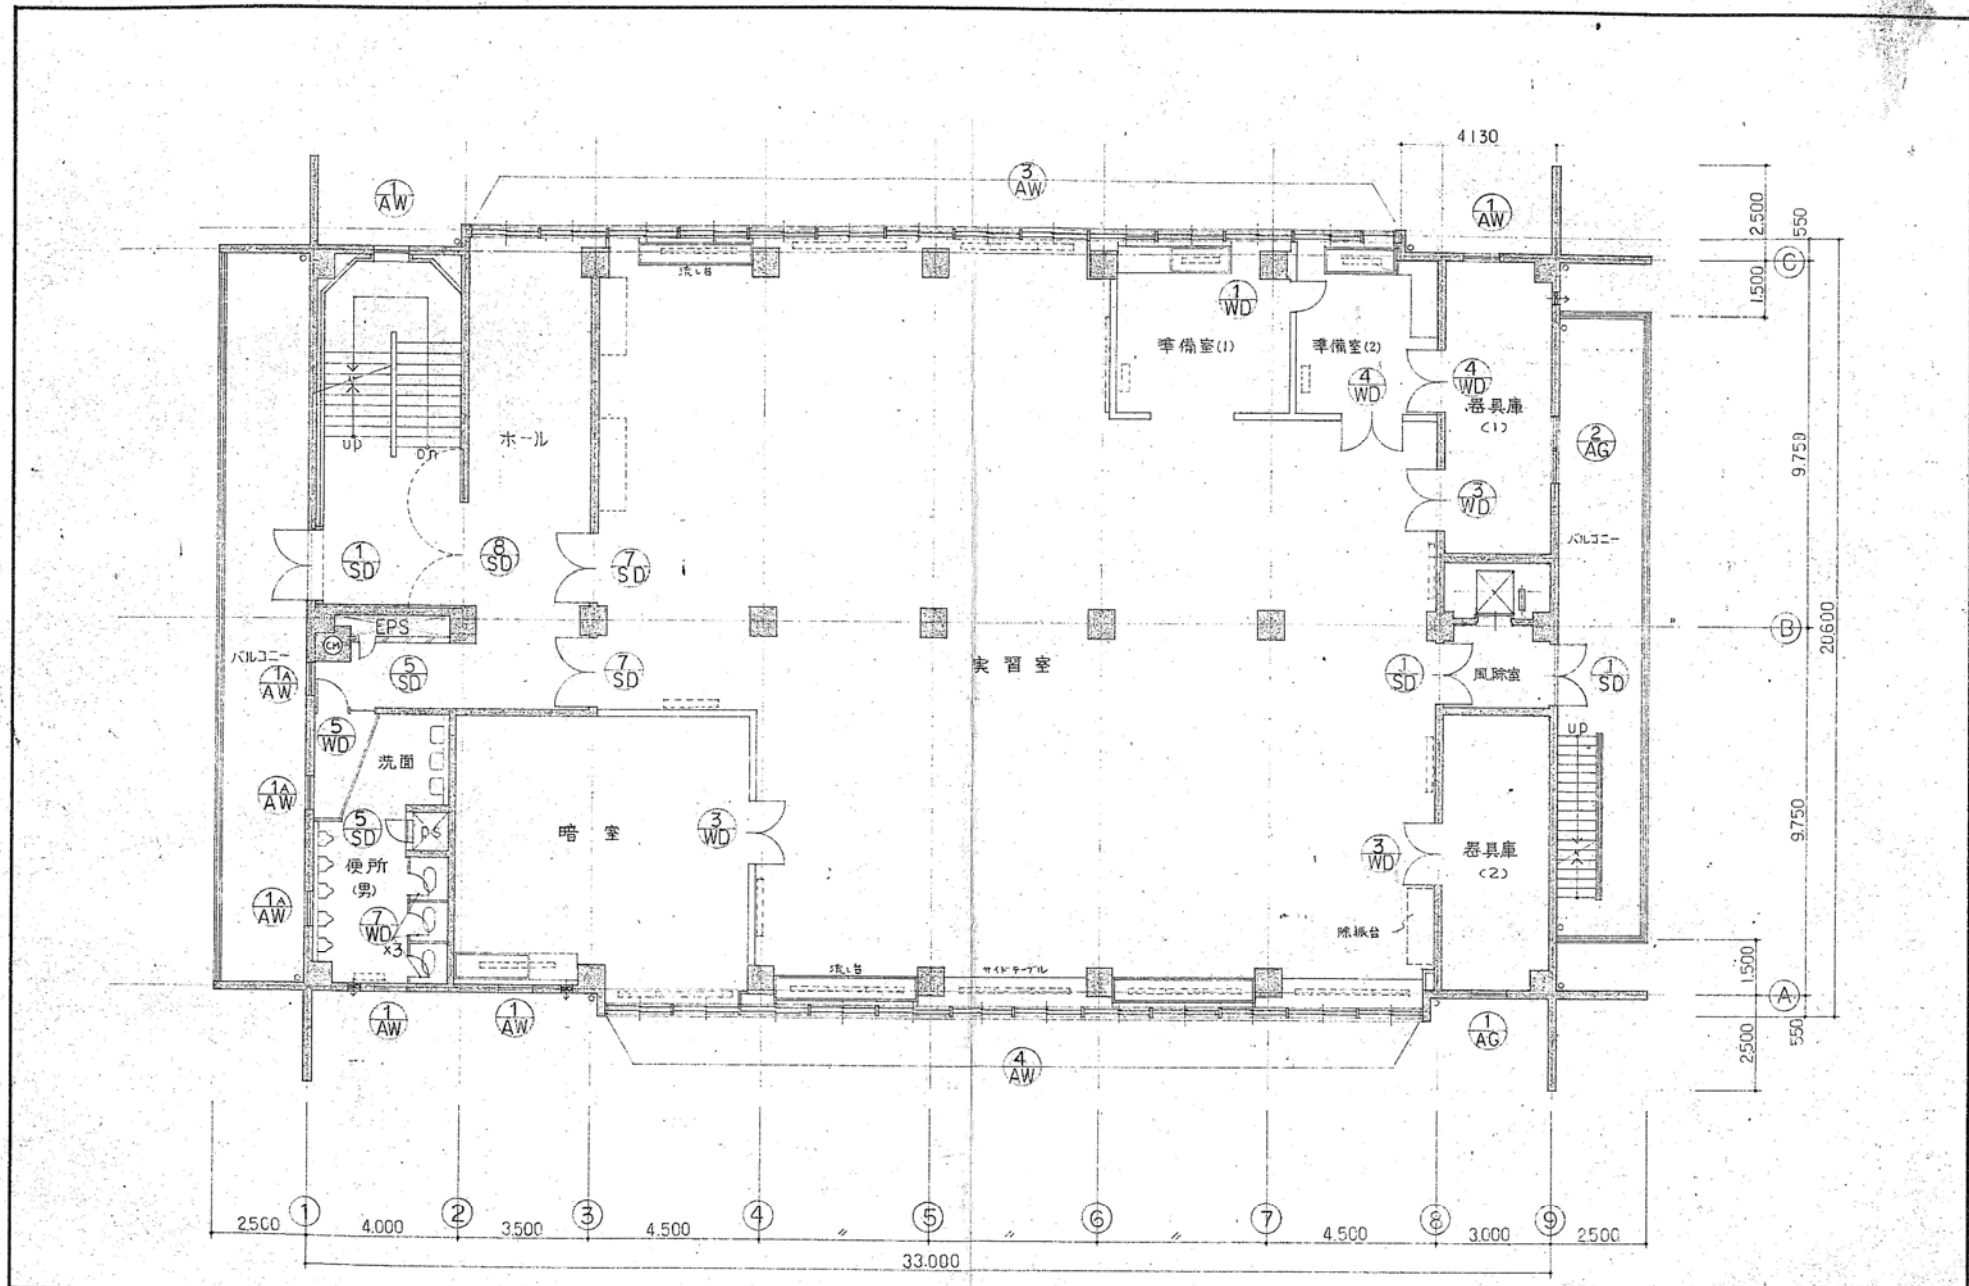 4130
3
AW
1
AW
1
AW
2.500
550
流し台
C
1.500
1
WD
準備室(1)
準備室(2)
4
WD
4
WD
器具庫
(1)
ホール
up
Dn
2
AG
9.750
3
WD
バルコニー
1
SD
8
SD
7
SD
EPS
CM
B
20.600
バルコニー
1A
AW
5
SD
7
SD
実習室
1
SD
風除室
1
SD
5
WD
洗面
up
1A
AW
5
SD
PS
暗室
3
WD
3
WD
器具庫
(2)
9.750
便所
(男)
1A
AW
7
WD
×3
除振台
流し台
サイドテーブル
1.500
A
1
AW
1
AW
1
AG
550
2.500
4
AW
1
2
3
4
5
6
7
8
9
2.500
4.000
3.500
4.500
〃
〃
〃
4.500
3.000
2.500
33.000